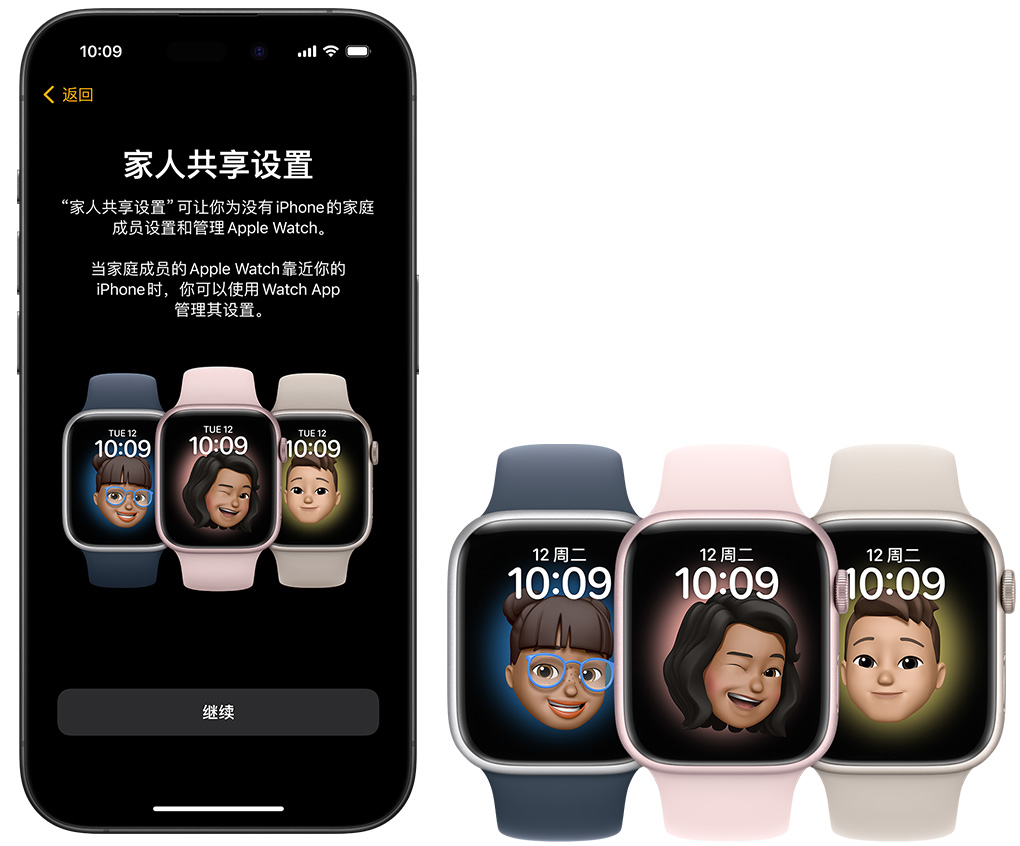 10:09
返回
家人共享设置
“家人共享设置”可让你为没有 iPhone 的家庭
成员设置和管理 Apple Watch。
当家庭成员的 Apple Watch 靠近你的
iPhone 时，你可以使用 Watch App
管理其设置。
TUE 12
10:09
TUE 12
10:09
10:09
继续
12 周二
10:09
12 周二
10:09
12 周二
10:09